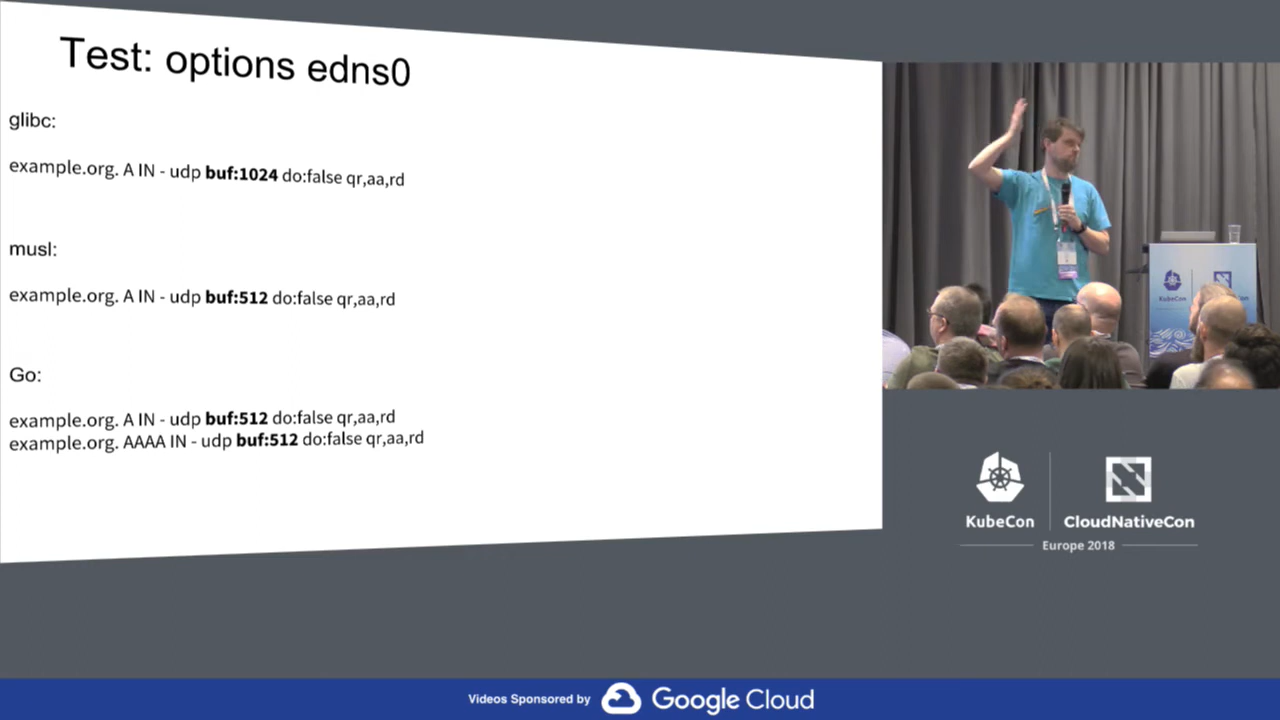 Test: options edns0
glibc:
example.org. A IN - udp buf:1024 do:false qr,aa,rd
musl:
example.org. A IN - udp buf:512 do:false qr,aa,rd
Go:
example.org. A IN - udp buf:512 do:false qr,aa,rd
example.org. AAAA IN - udp buf:512 do:false qr,aa,rd
KubeCon
KubeCon
CloudNativeCon
Europe 2018
Videos Sponsored by Google Cloud